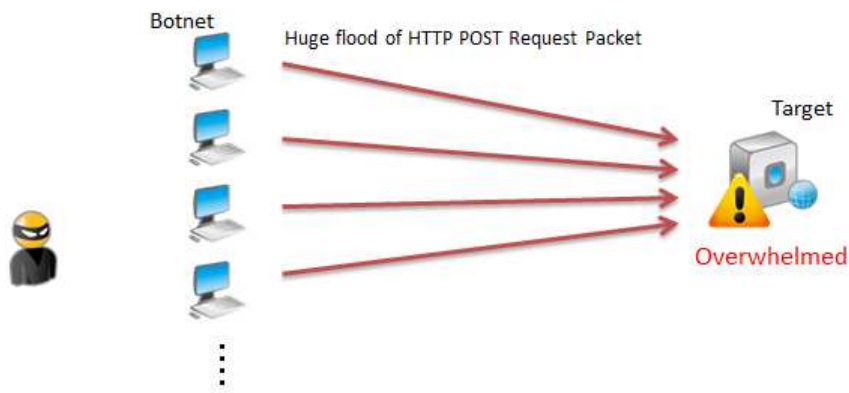 Botnet
Huge flood of HTTP POST Request Packet
Target
Overwhelmed